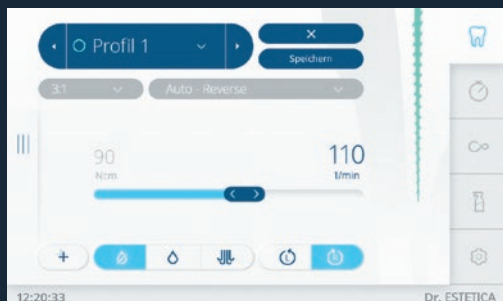 Profil 1
×
Speichern
3:1
Auto - Reverse
90
Ncm
110
1/min
12:20:33
Dr. ESTETICA